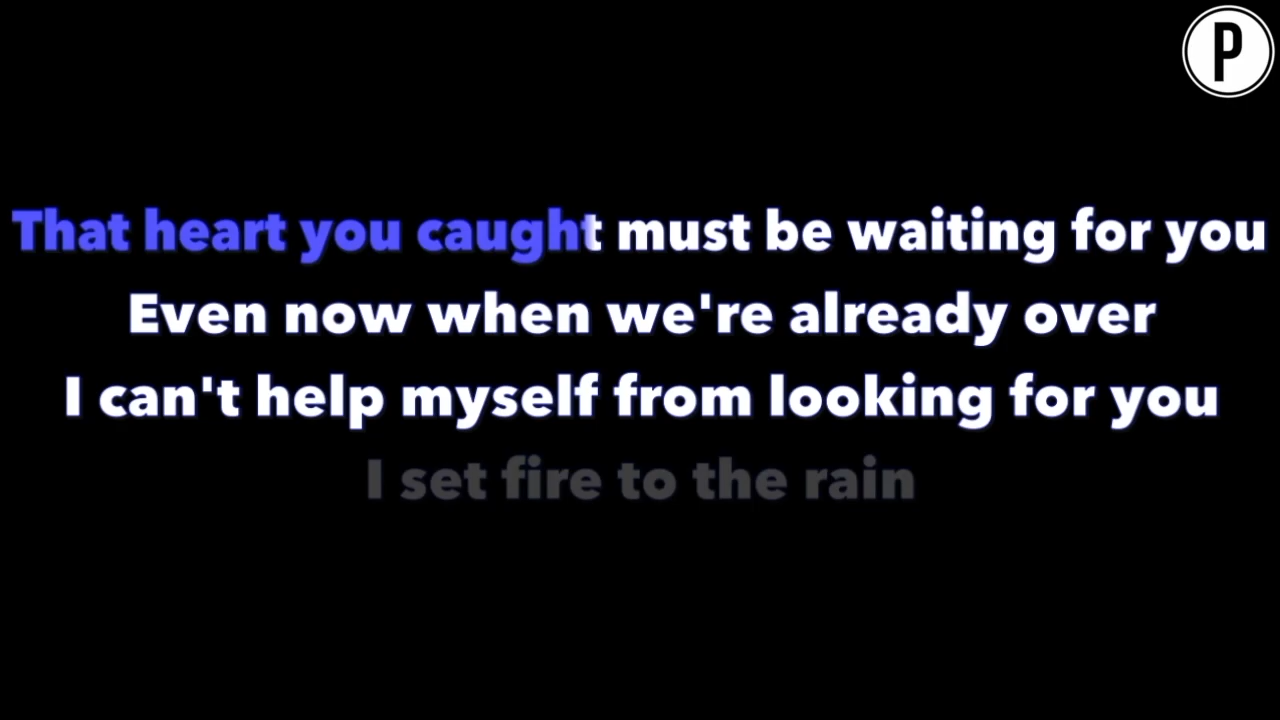 P
That heart you caught must be waiting for you
Even now when we're already over
I can't help myself from looking for you
I set fire to the rain